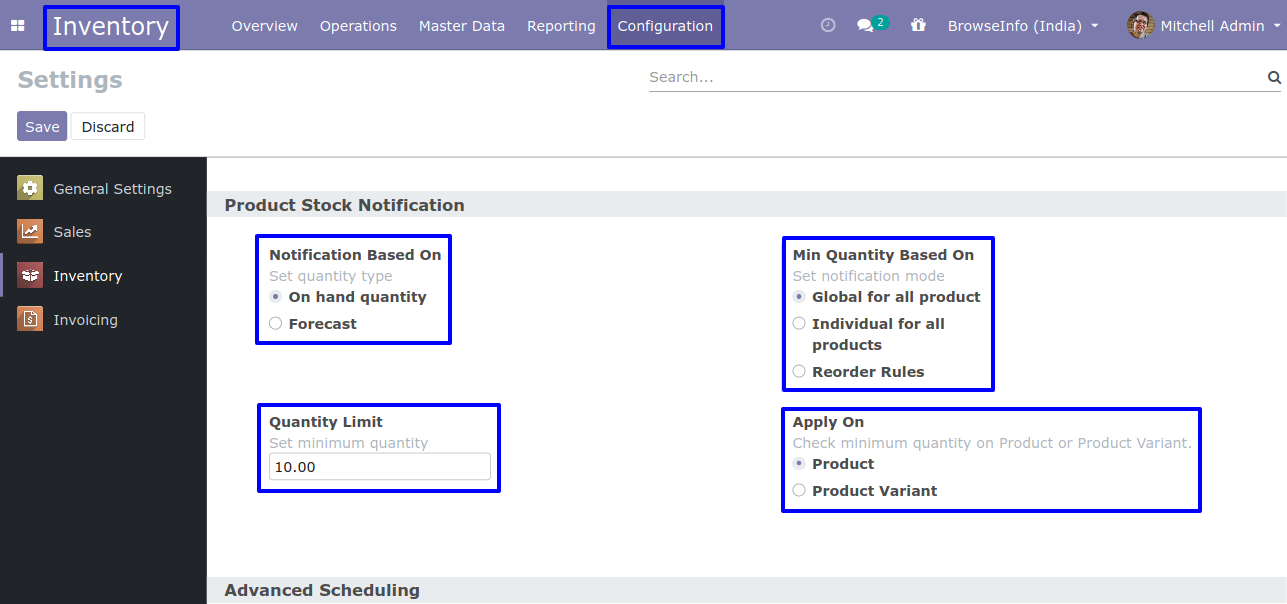 Inventory Overview Operations Master Data Reporting Configuration 2 BrowseInfo (India) Mitchell Admin
Settings
Search...
Save Discard
General Settings
Sales
Inventory
Invoicing
Product Stock Notification
Notification Based On
Set quantity type
On hand quantity
Forecast
Min Quantity Based On
Set notification mode
Global for all product
Individual for all
products
Reorder Rules
Quantity Limit
Set minimum quantity
10.00
Apply On
Check minimum quantity on Product or Product Variant.
Product
Product Variant
Advanced Scheduling